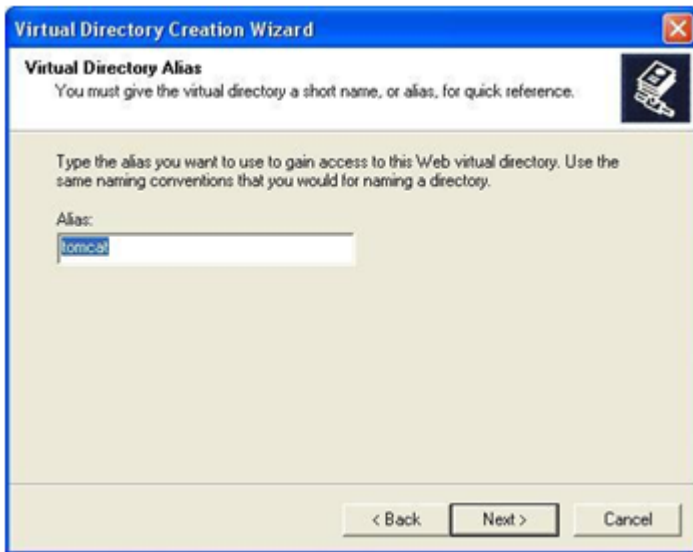 Virtual Directory Creation Wizard
Virtual Directory Alias
You must give the virtual directory a short name, or alias, for quick reference.
Type the alias you want to use to gain access to this Web virtual directory. Use the
same naming conventions that you would for naming a directory.
Alias:
tomcat
< Back Next > Cancel